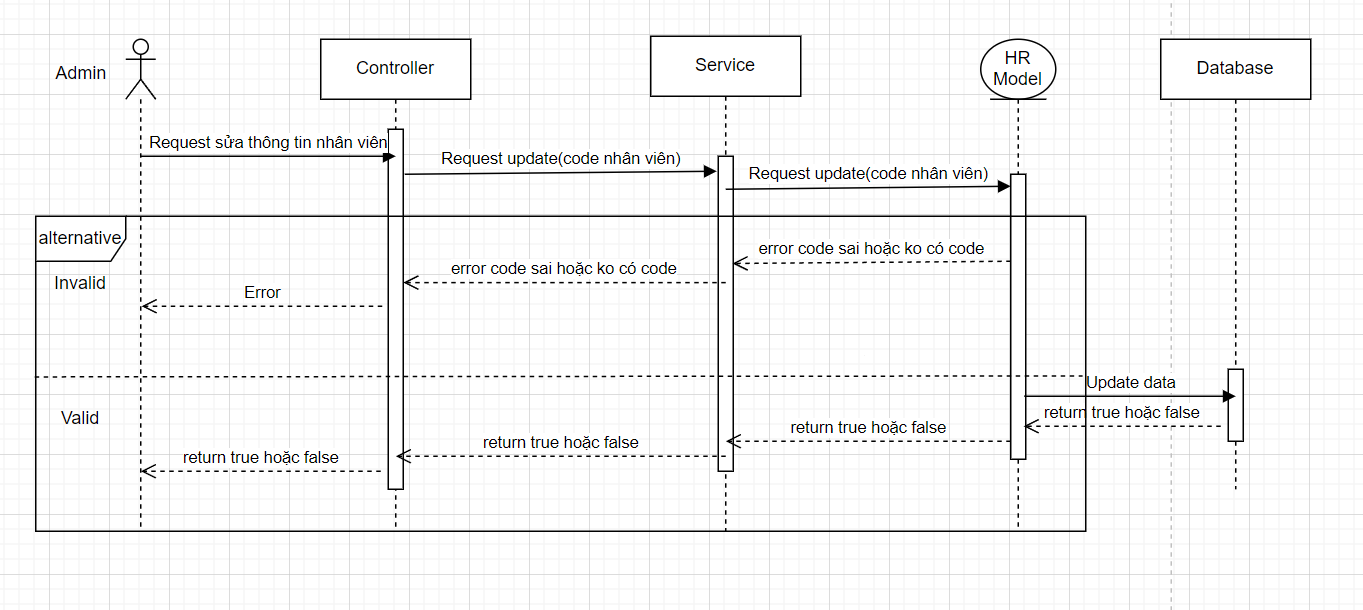 Admin
Controller
Service
HR
Model
Database
Request sửa thông tin nhân viên
Request update(code nhân viên)
Request update(code nhân viên)
alternative
Invalid
error code sai hoặc ko có code
error code sai hoặc ko có code
Error
Valid
Update data
return true hoặc false
return true hoặc false
return true hoặc false
return true hoặc false